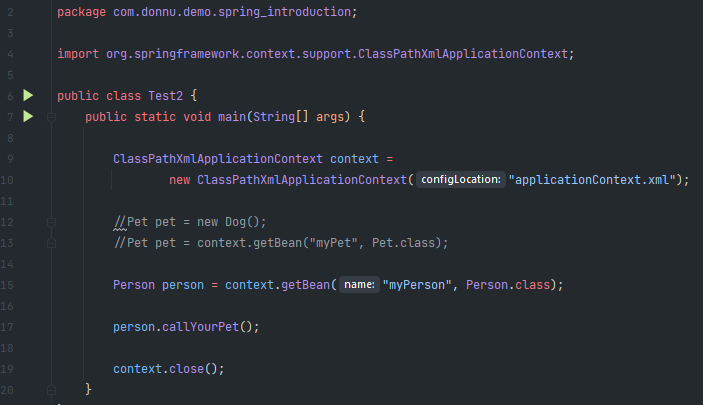 2 package com.donnu.demo.spring_introduction;
3
4 import org.springframework.context.support.ClassPathXmlApplicationContext;
5
6 public class Test2 {
7 public static void main(String[] args) {
8
9 ClassPathXmlApplicationContext context =
10 new ClassPathXmlApplicationContext( configLocation: "applicationContext.xml");
11
12 //Pet pet = new Dog();
13 //Pet pet = context.getBean("myPet", Pet.class);
14
15 Person person = context.getBean( name: "myPerson", Person.class);
16
17 person.callYourPet();
18
19 context.close();
20 }